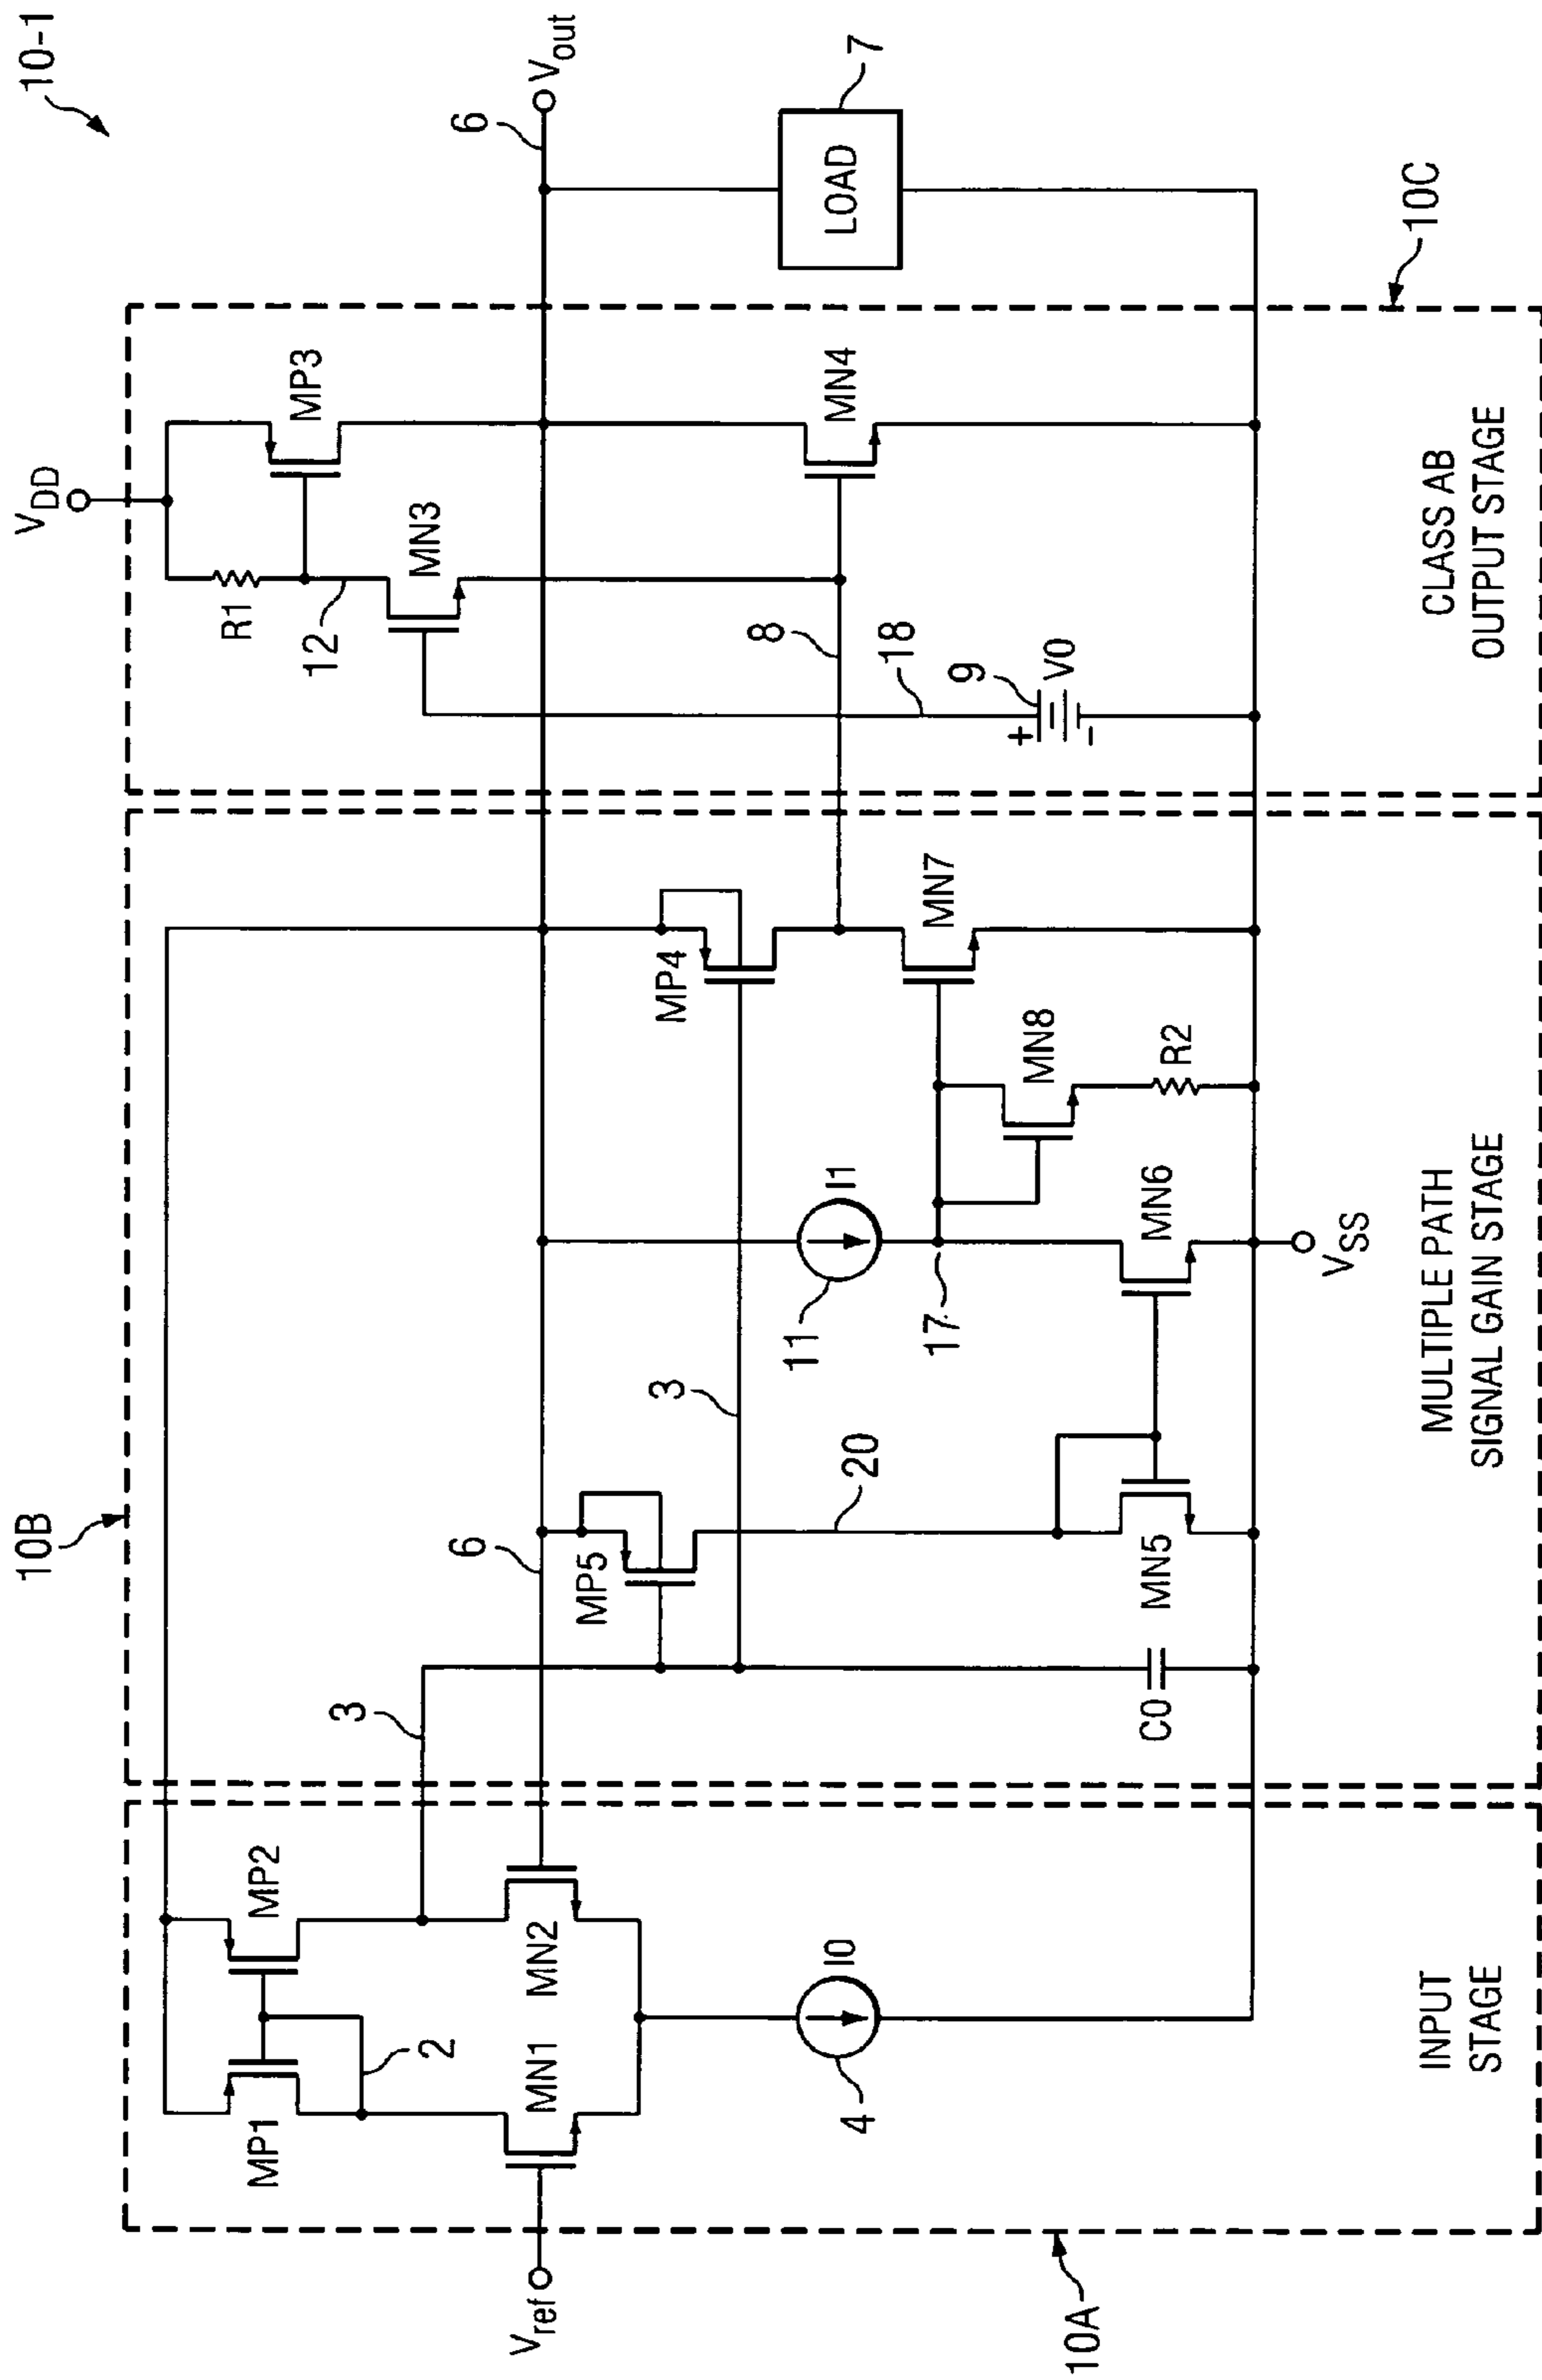 10-1
VDD
10B
MP1
MP2
2
3
Vref
MN1
MN2
I0
4
INPUT
STAGE
10A
6
MP5
3
20
C0
MN5
MN6
I1
11
17
MP4
MN7
MN8
R2
VSS
MULTIPLE PATH
SIGNAL GAIN STAGE
R1
12
MP3
MN3
6
Vout
8
18
9
V0
+
-
MN4
LOAD
7
10C
CLASS AB
OUTPUT STAGE